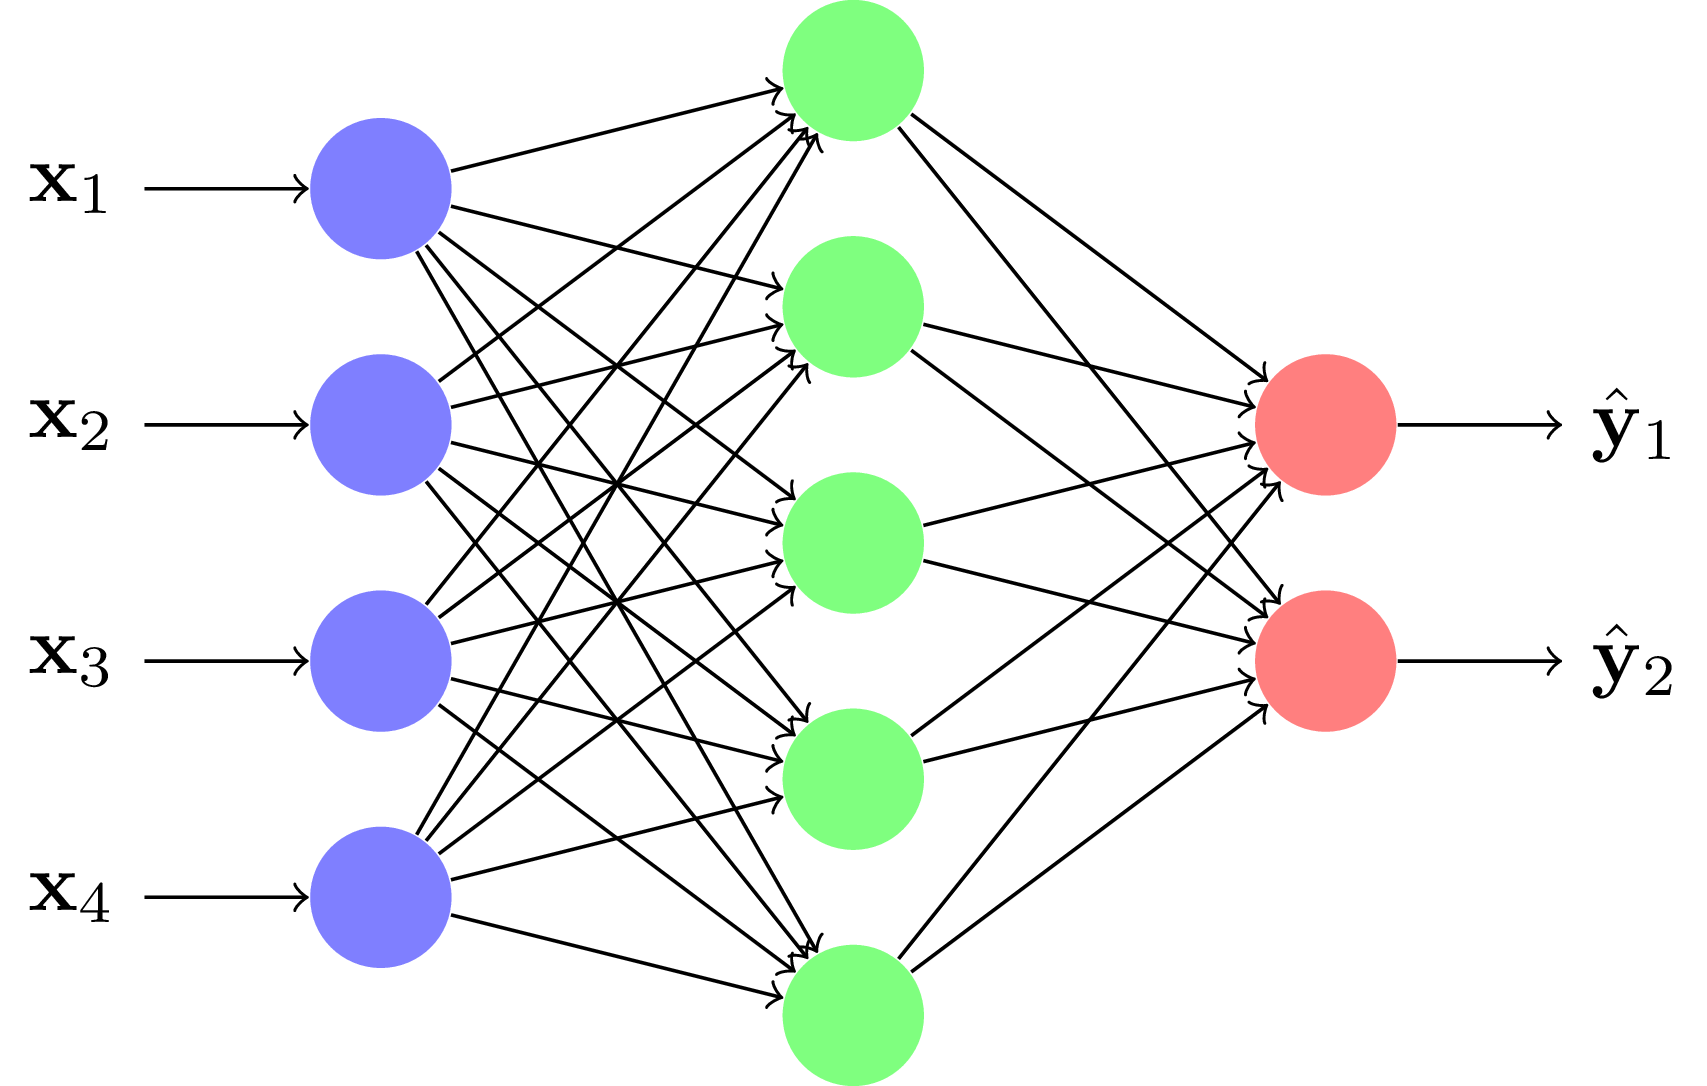 x₁
x₂
x₃
x₄
ŷ₁
ŷ₂